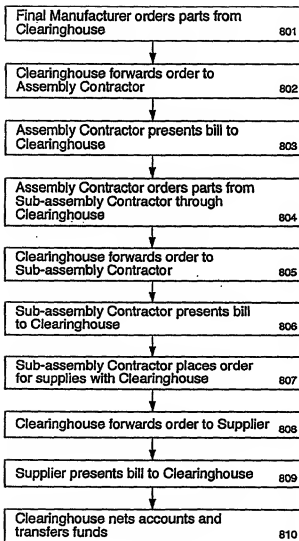 Final Manufacturer orders parts from
Clearinghouse 801
Clearinghouse forwards order to
Assembly Contractor 802
Assembly Contractor presents bill to
Clearinghouse 803
Assembly Contractor orders parts from
Sub-assembly Contractor through
Clearinghouse 804
Clearinghouse forwards order to
Sub-assembly Contractor 805
Sub-assembly Contractor presents bill
to Clearinghouse 806
Sub-assembly Contractor places order
for supplies with Clearinghouse 807
Clearinghouse forwards order to Supplier 808
Supplier presents bill to Clearinghouse 809
Clearinghouse nets accounts and
transfers funds 810